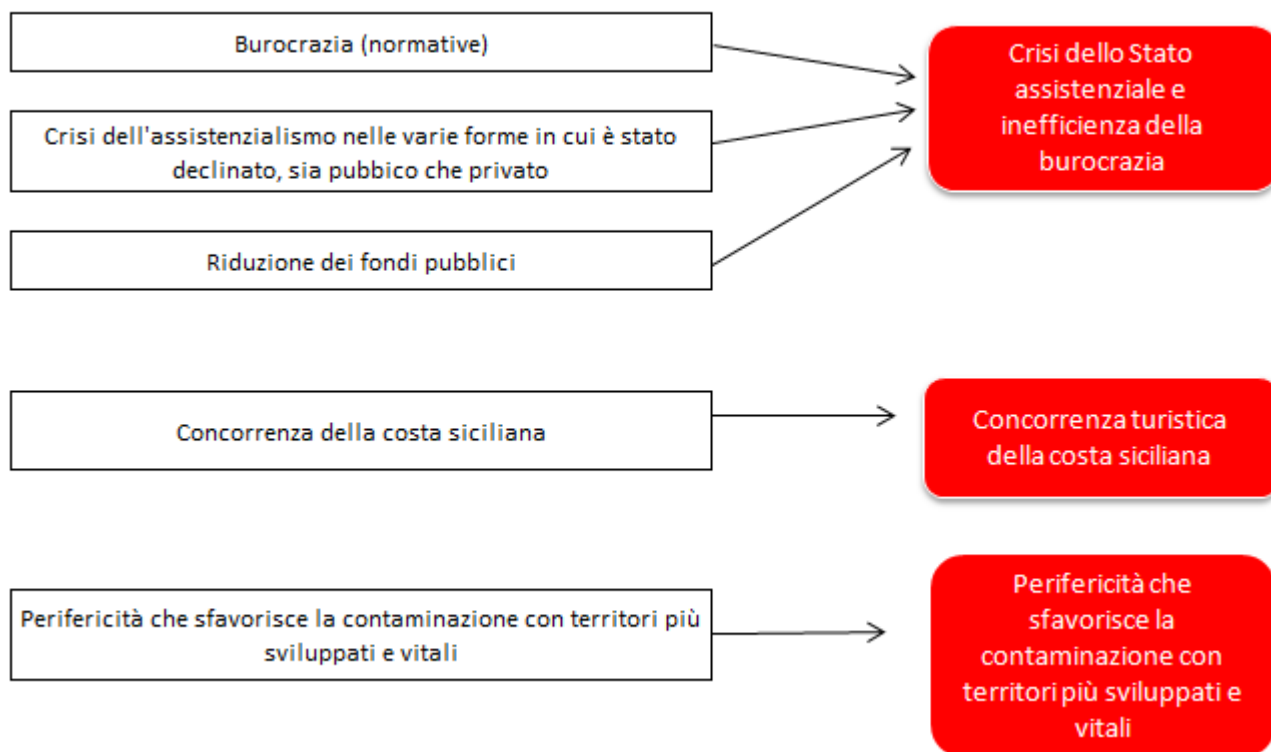 Burocrazia (normative)
Crisi dello Stato
assistenziale e
inefficienza della
burocrazia
Crisi dell'assistenzialismo nelle varie forme in cui è stato
declinato, sia pubbico che privato
Riduzione dei fondi pubblici
Concorrenza della costa siciliana
Concorrenza turistica
della costa siciliana
Perifericità che sfavorisce la contaminazione con territori più
sviluppati e vitali
Perifericità che
sfavorisce la
contaminazione con
territori più sviluppati e
vitali